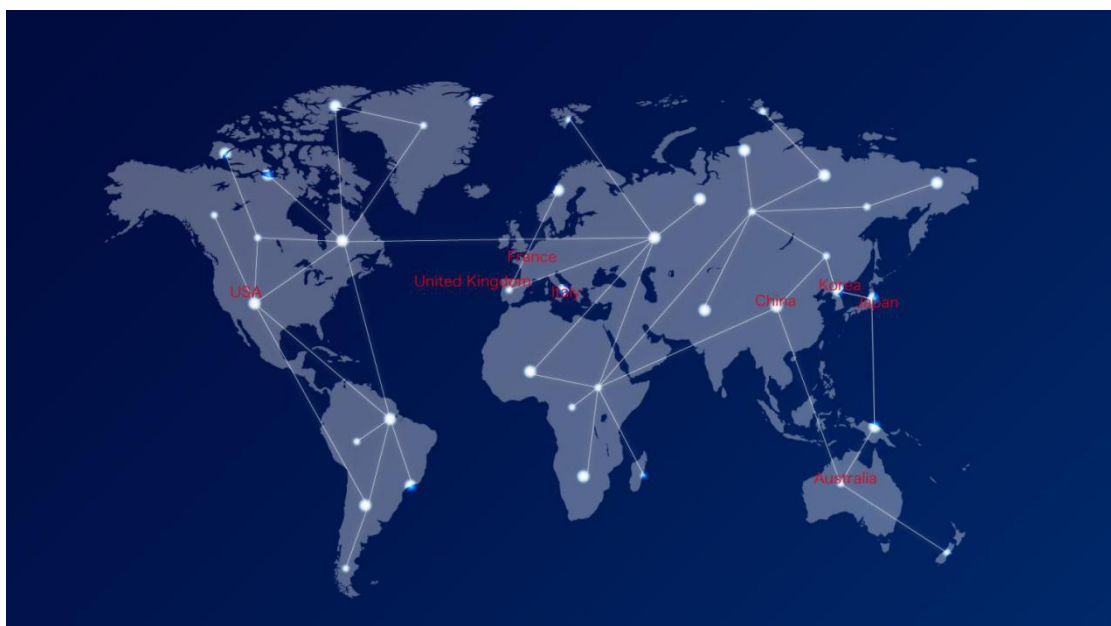 France
United Kingdom
Italy
USA
China
Korea
Japan
Australia